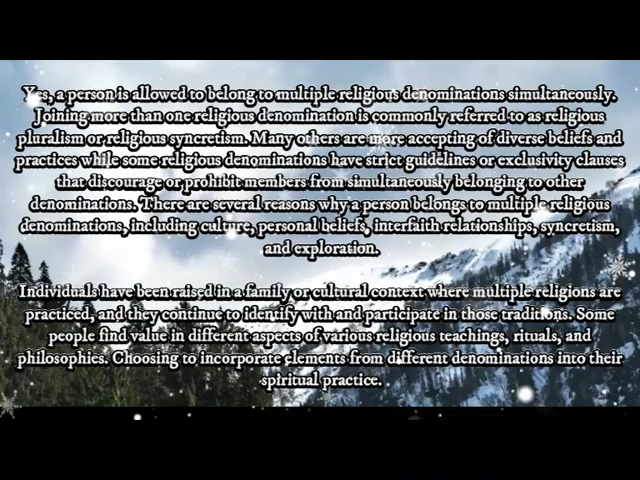 Yes, a person is allowed to belong to multiple religious denominations simultaneously.
Joining more than one religious denomination is commonly referred to as religious
pluralism or religious syncretism. Many others are more accepting of diverse beliefs and
practices while some religious denominations have strict guidelines or exclusivity clauses
that discourage or prohibit members from simultaneously belonging to other
denominations. There are several reasons why a person belongs to multiple religious
denominations, including culture, personal beliefs, interfaith relationships, syncretism,
and exploration.
Individuals have been raised in a family or cultural context where multiple religions are
practiced, and they continue to identify with and participate in those traditions. Some
people find value in different aspects of various religious teachings, rituals, and
philosophies. Choosing to incorporate elements from different denominations into their
spiritual practice.